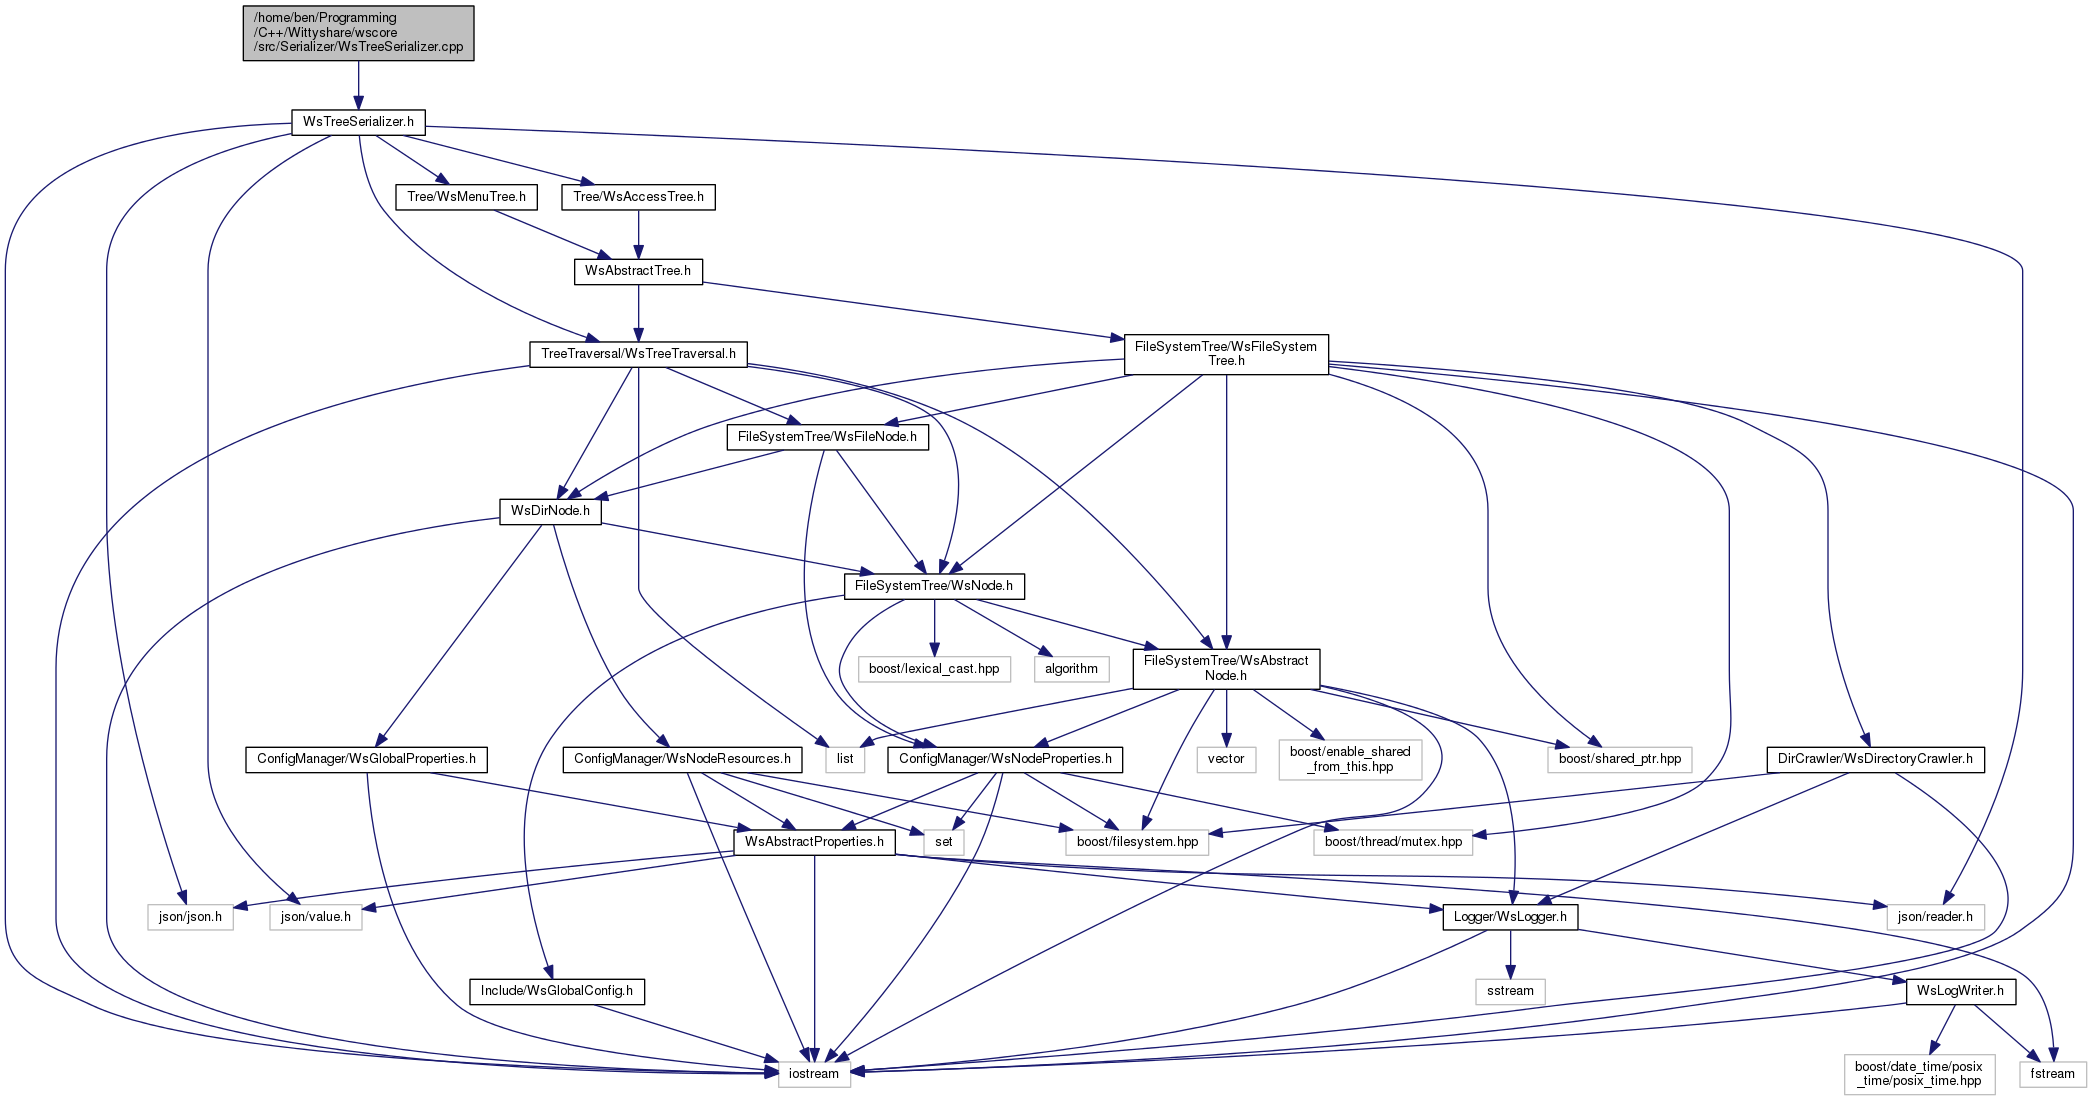 /home/ben/Programming
/C++/Wittyshare/wscore
/src/Serializer/WsTreeSerializer.cpp
WsTreeSerializer.h
Tree/WsMenuTree.h
Tree/WsAccessTree.h
WsAbstractTree.h
TreeTraversal/WsTreeTraversal.h
FileSystemTree/WsFileSystem
Tree.h
FileSystemTree/WsFileNode.h
WsDirNode.h
FileSystemTree/WsNode.h
boost/lexical_cast.hpp
algorithm
FileSystemTree/WsAbstract
Node.h
ConfigManager/WsGlobalProperties.h
ConfigManager/WsNodeResources.h
list
ConfigManager/WsNodeProperties.h
vector
boost/enable_shared
_from_this.hpp
boost/shared_ptr.hpp
DirCrawler/WsDirectoryCrawler.h
WsAbstractProperties.h
set
boost/filesystem.hpp
boost/thread/mutex.hpp
json/json.h
json/value.h
Logger/WsLogger.h
json/reader.h
Include/WsGlobalConfig.h
sstream
WsLogWriter.h
iostream
boost/date_time/posix
_time/posix_time.hpp
fstream